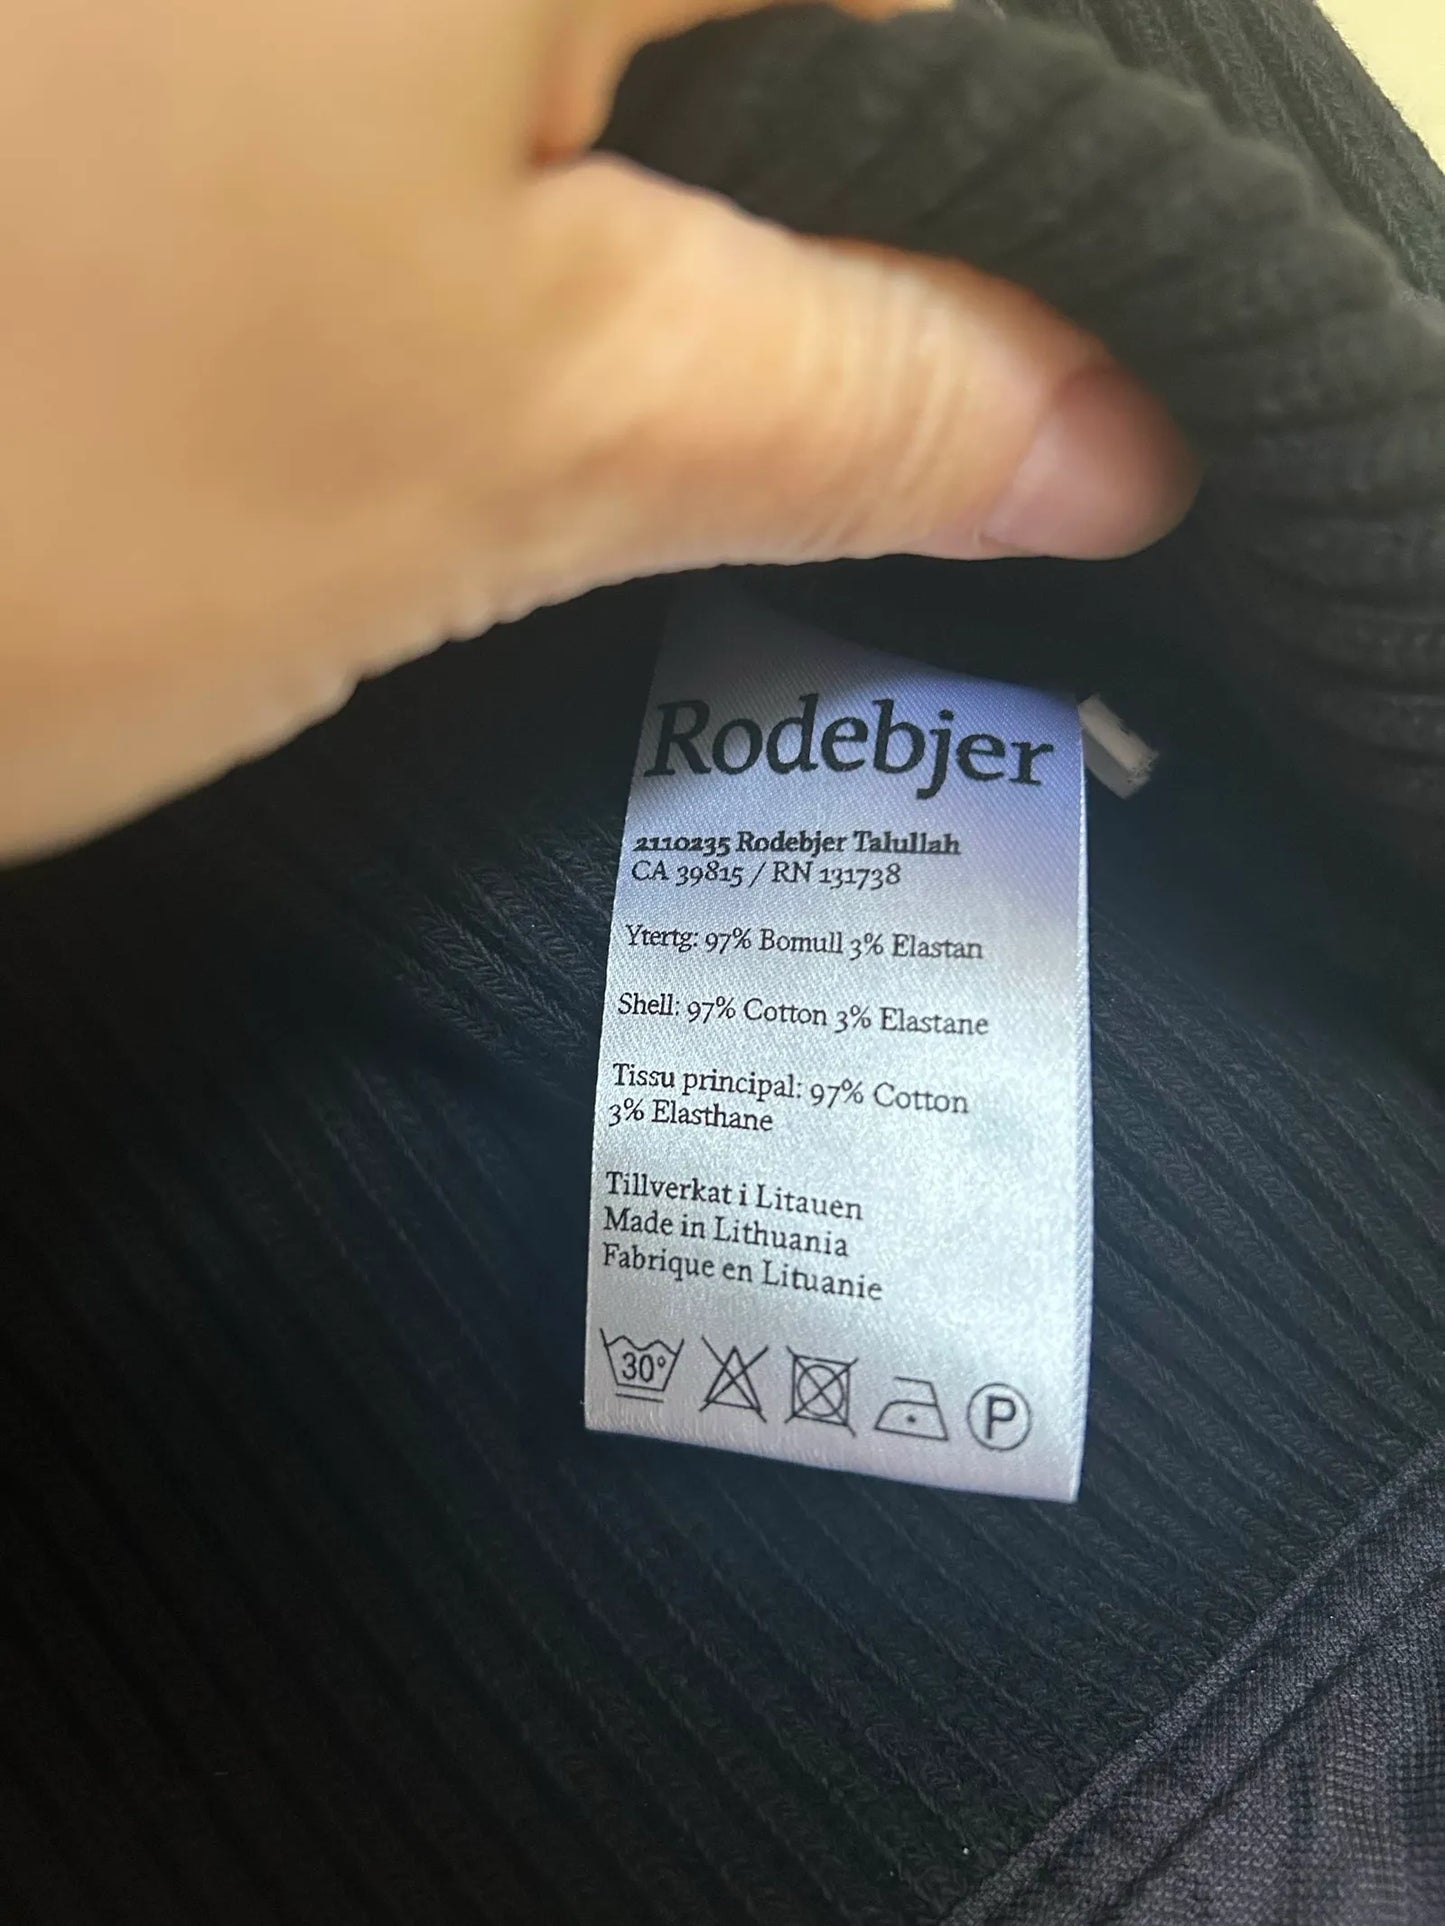 Rodebjer
2110235 Rodebjer Talullah
CA 39815 / RN 131738
Ytertg: 97% Bomull 3% Elastan
Shell: 97% Cotton 3% Elastane
Tissu principal: 97% Cotton
3% Elasthane
Tillverkat i Litauen
Made in Lithuania
Fabrique en Lituanie
30°
P